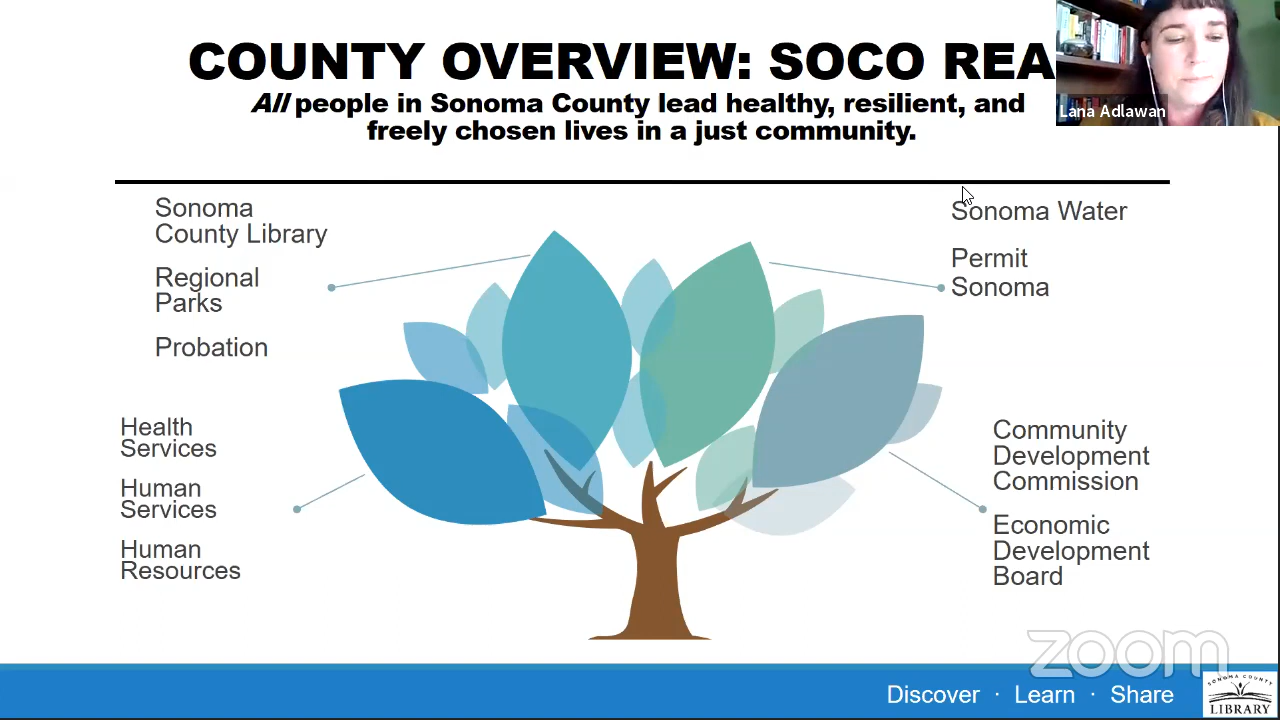 COUNTY OVERVIEW: SOCO REA
All people in Sonoma County lead healthy, resilient, and
freely chosen lives in a just community.
Lana Adlawan
Sonoma
County Library
Regional
Parks
Probation
Health
Services
Human
Services
Human
Resources
Sonoma Water
Permit
Sonoma
Community
Development
Commission
Economic
Development
Board
zoom
Discover · Learn · Share
SONOMA COUNTY
LIBRARY